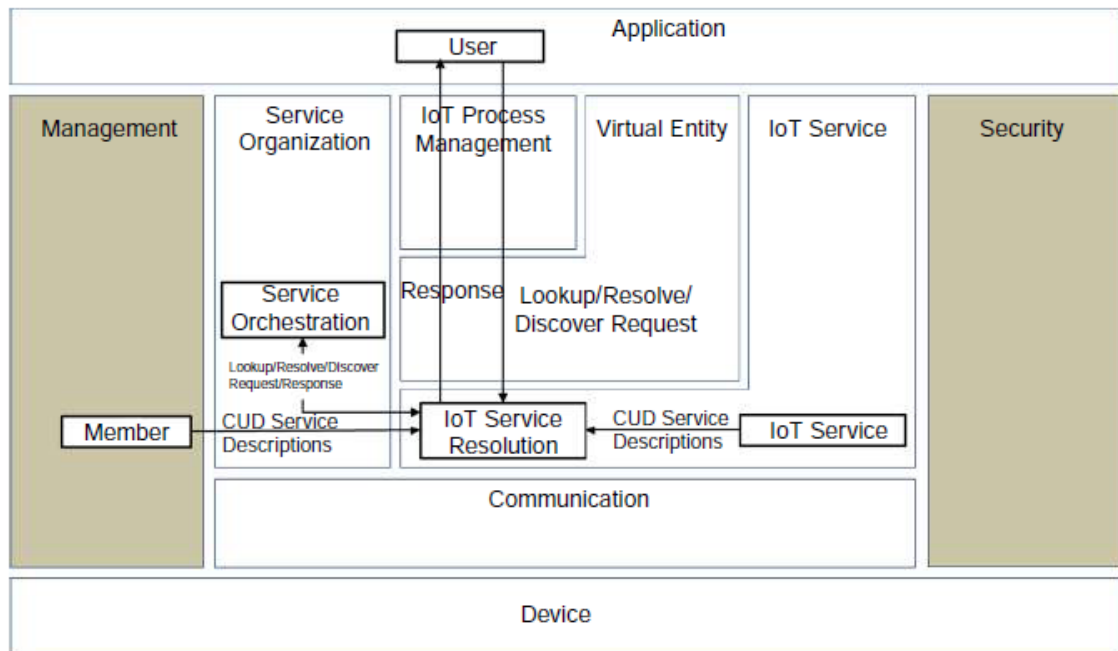 Application
User
Management
Service
Organization
IoT Process
Management
Virtual Entity
IoT Service
Security
Service
Orchestration
Response
Lookup/Resolve/
Discover Request
Lookup/Resolve/Discover
Request/Response
Member
CUD Service
Descriptions
IoT Service
Resolution
CUD Service
Descriptions
IoT Service
Communication
Device